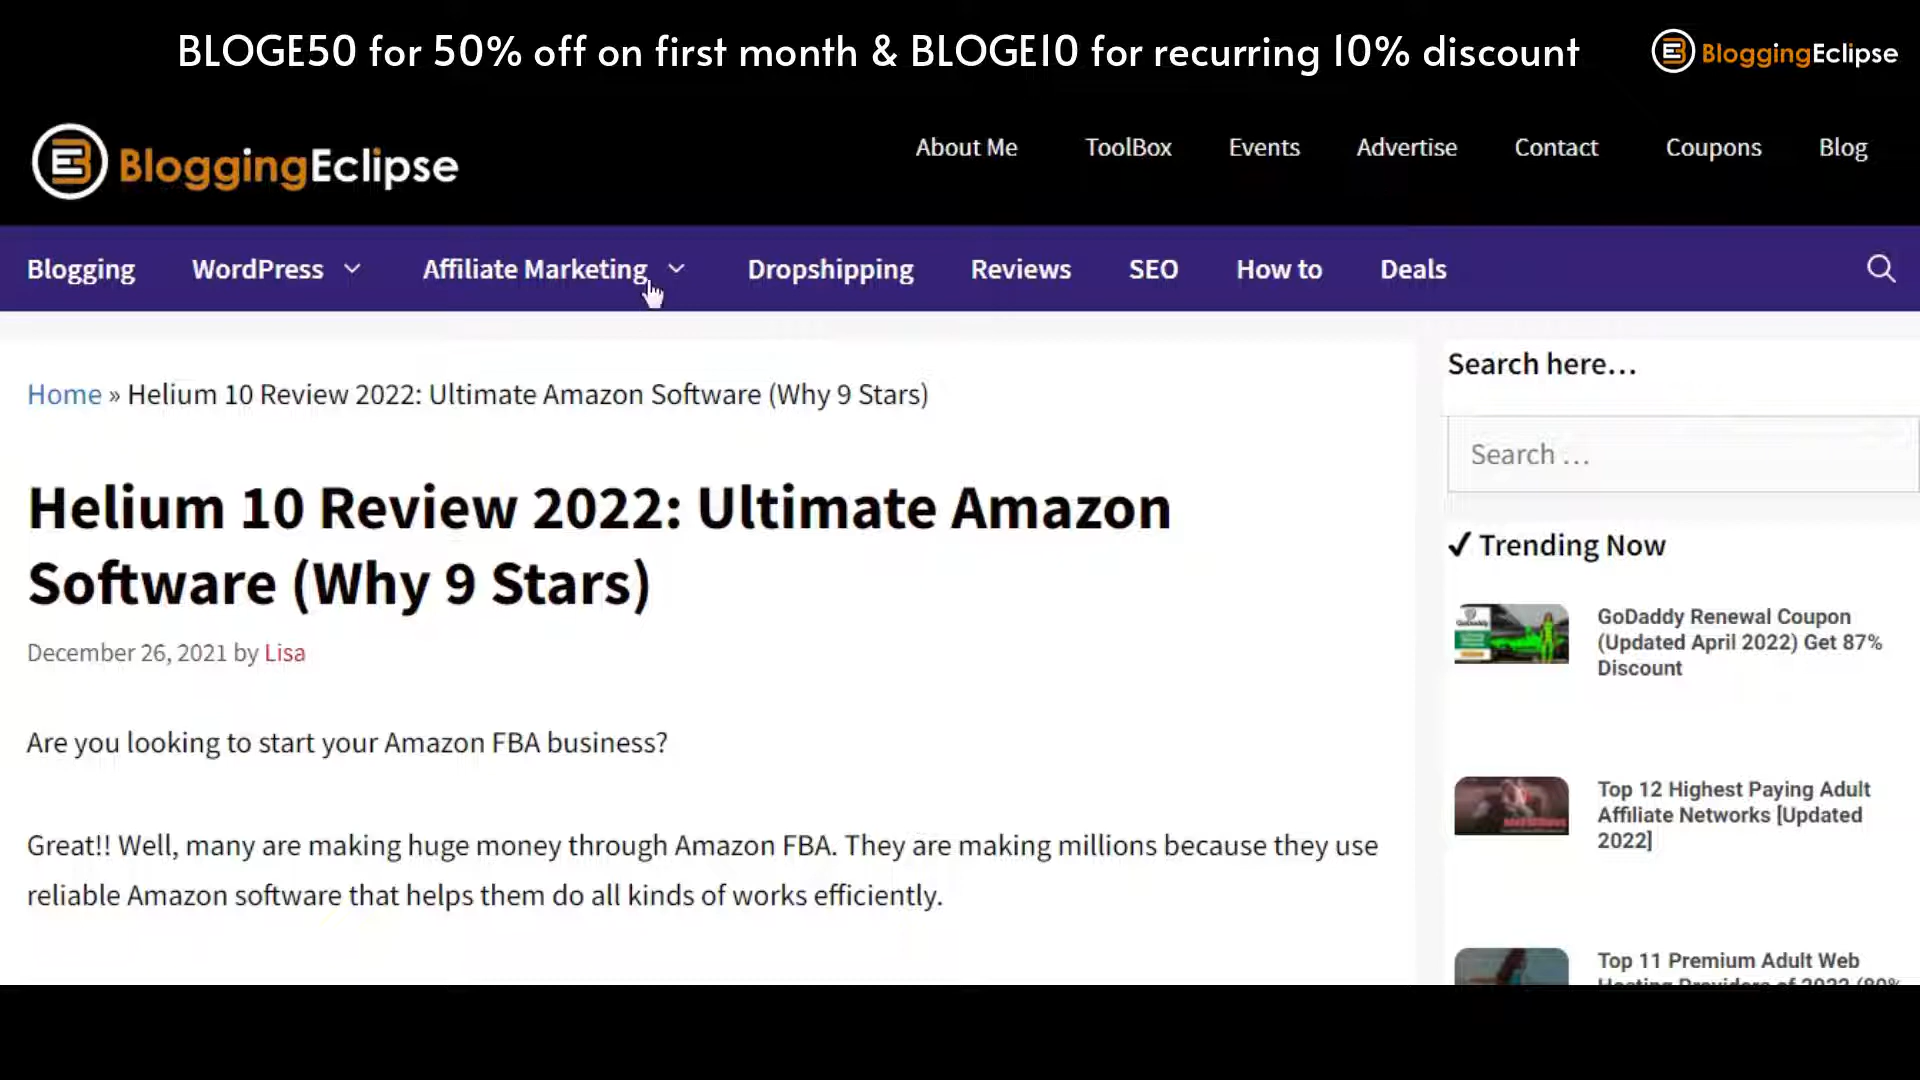 BLOGE50 for 50% off on first month & BLOGE10 for recurring 10% discount
BloggingEclipse
BloggingEclipse
About Me ToolBox Events Advertise Contact Coupons Blog
Blogging WordPress Affiliate Marketing Dropshipping Reviews SEO How to Deals
Home » Helium 10 Review 2022: Ultimate Amazon Software (Why 9 Stars)
Helium 10 Review 2022: Ultimate Amazon
Software (Why 9 Stars)
December 26, 2021 by Lisa
Are you looking to start your Amazon FBA business?
Great!! Well, many are making huge money through Amazon FBA. They are making millions because they use
reliable Amazon software that helps them do all kinds of works efficiently.
Search here...
Search …
✓ Trending Now
GoDaddy
GoDaddy Renewal Coupon
(Updated April 2022) Get 87%
Discount
Top 12 Highest Paying Adult
Affiliate Networks [Updated
2022]
Top 11 Premium Adult Web
Hosting Providers of 2022 (80%